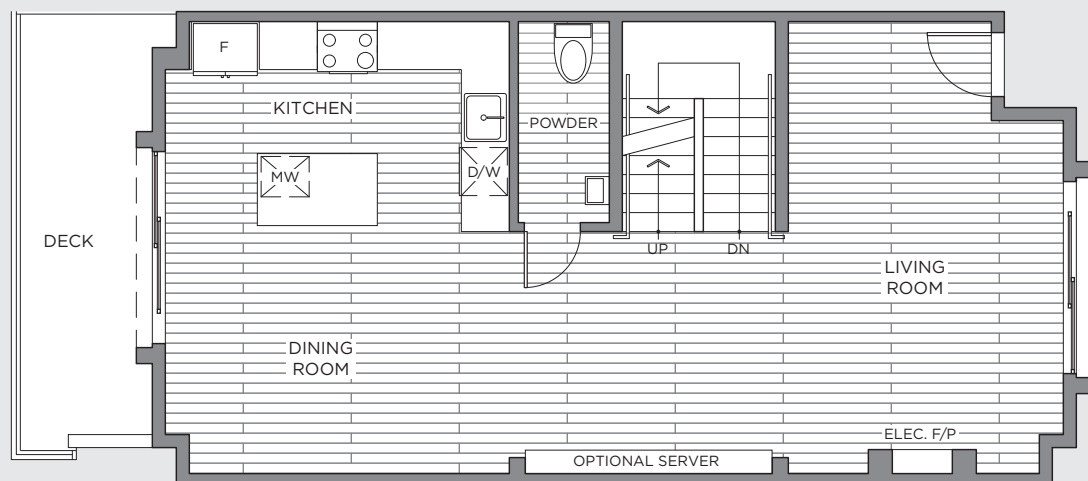 F
KITCHEN
POWDER
MW
D/W
DECK
UP
DN
LIVING
ROOM
DINING
ROOM
ELEC. F/P
OPTIONAL SERVER